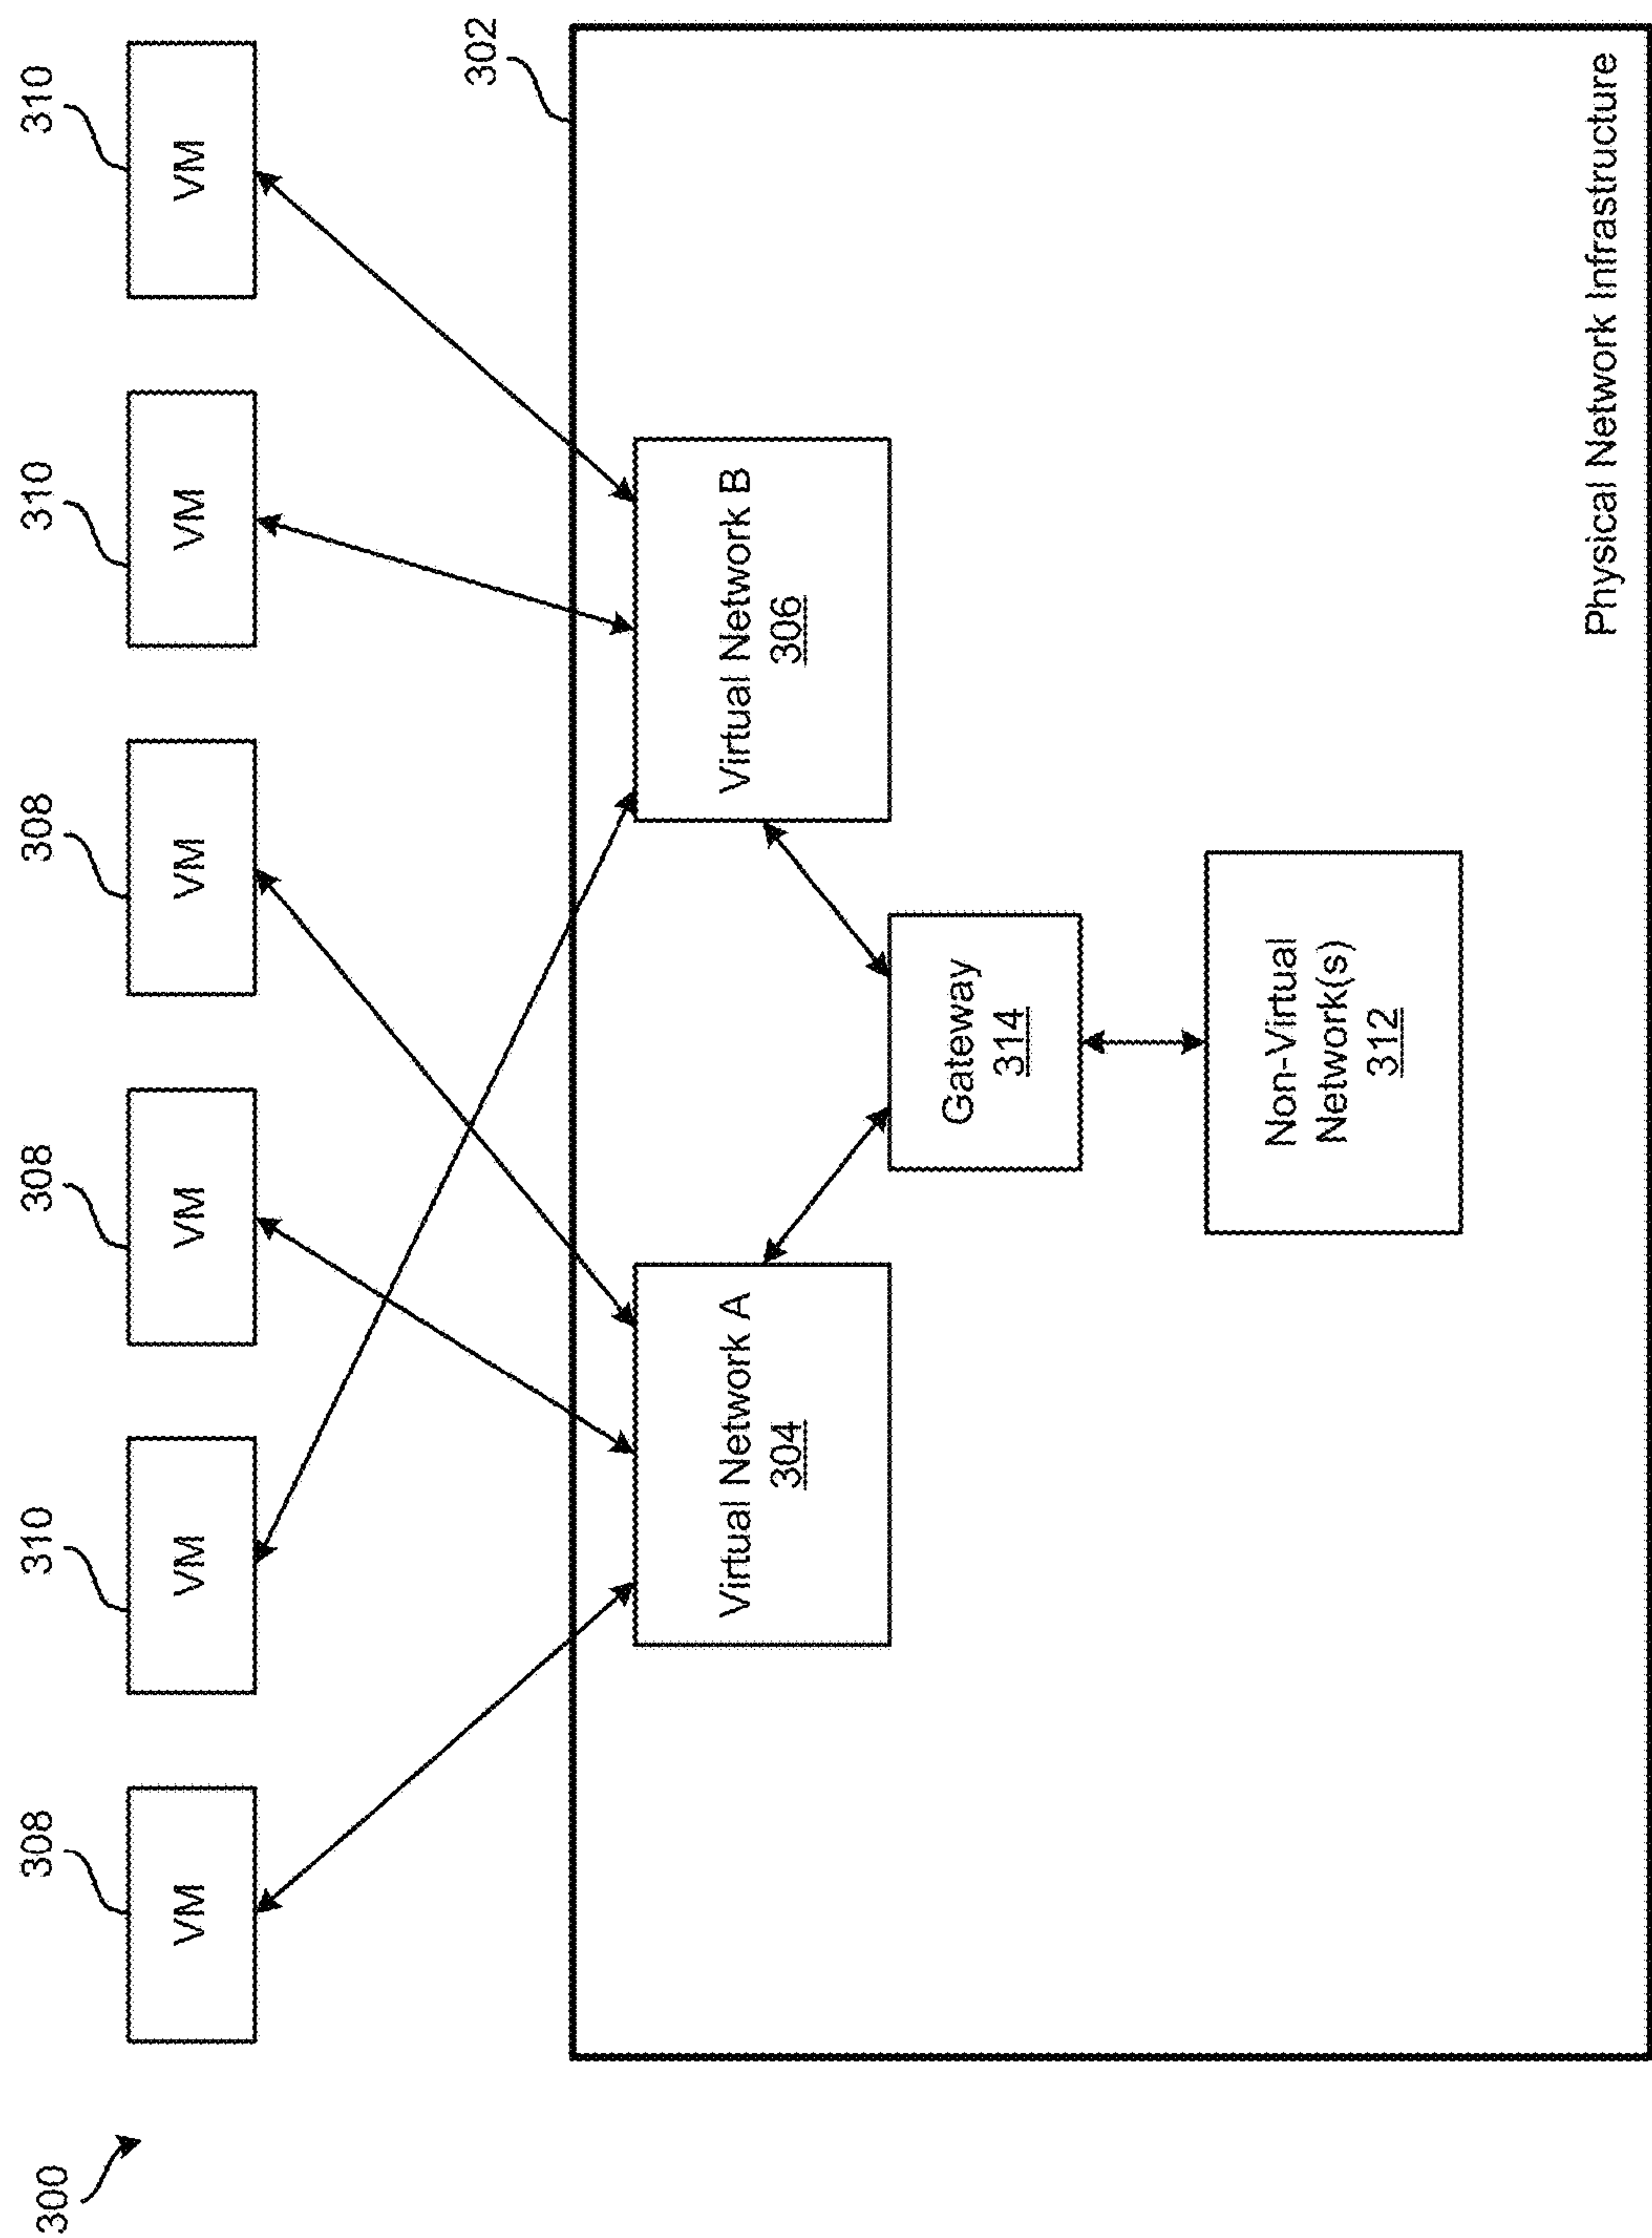 300
308
310
308
308
310
310
VM
VM
VM
VM
VM
VM
302
Virtual Network A
304
Virtual Network B
306
Gateway
314
Non-Virtual
Network(s)
312
Physical Network Infrastructure